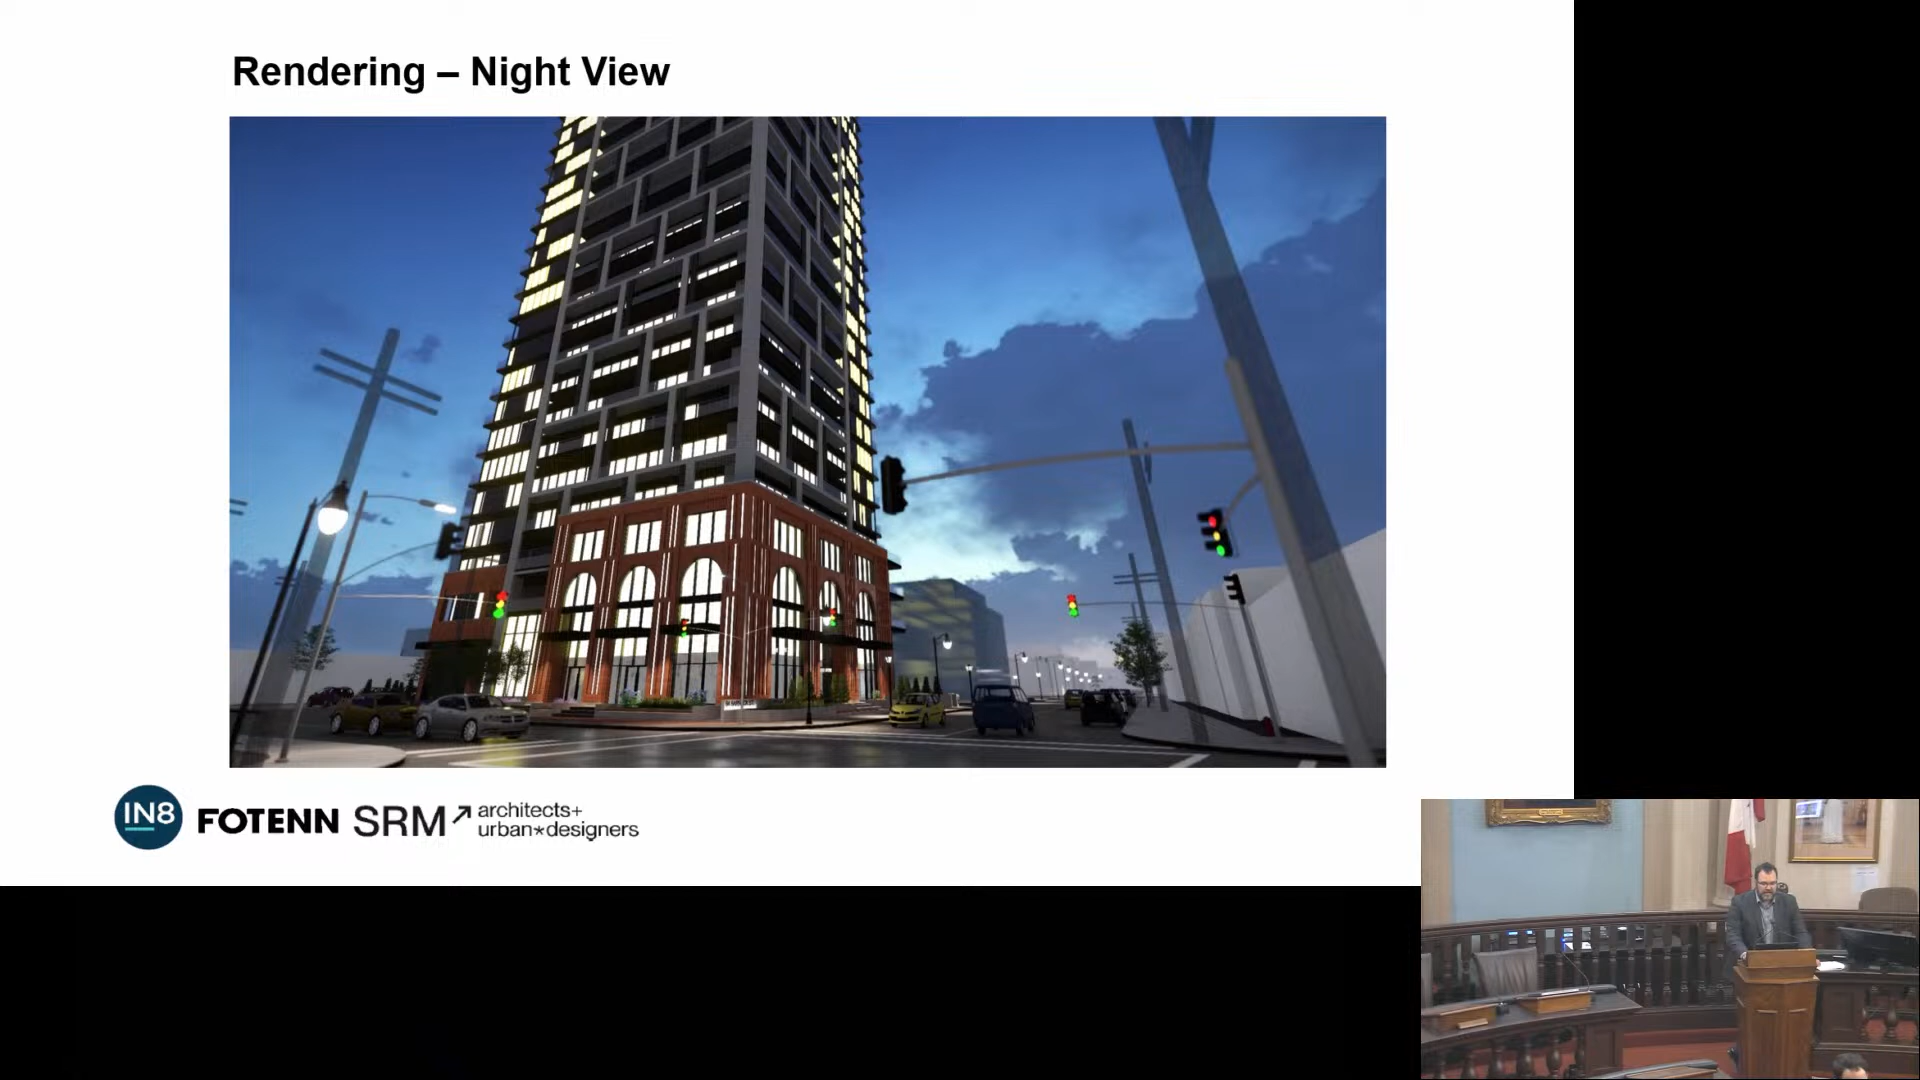 Rendering – Night View
IN8
FOTENN
SRM
architects+
urban*designers